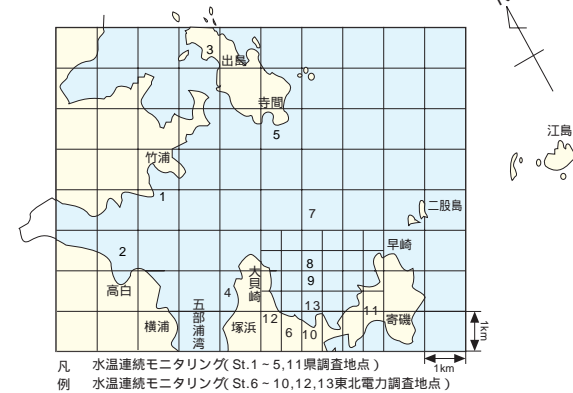 N
3
出島
寺間
5
江島
竹浦
1
二股島
7
早崎
2
8
大貝崎
9
高白
4
五部浦湾
13
11
12
寄磯
横浦
塚浜
6
10
1km
1km
凡 水温連続モニタリング(St.1~5,11県調査地点)
例 水温連続モニタリング(St.6~10,12,13東北電力調査地点)